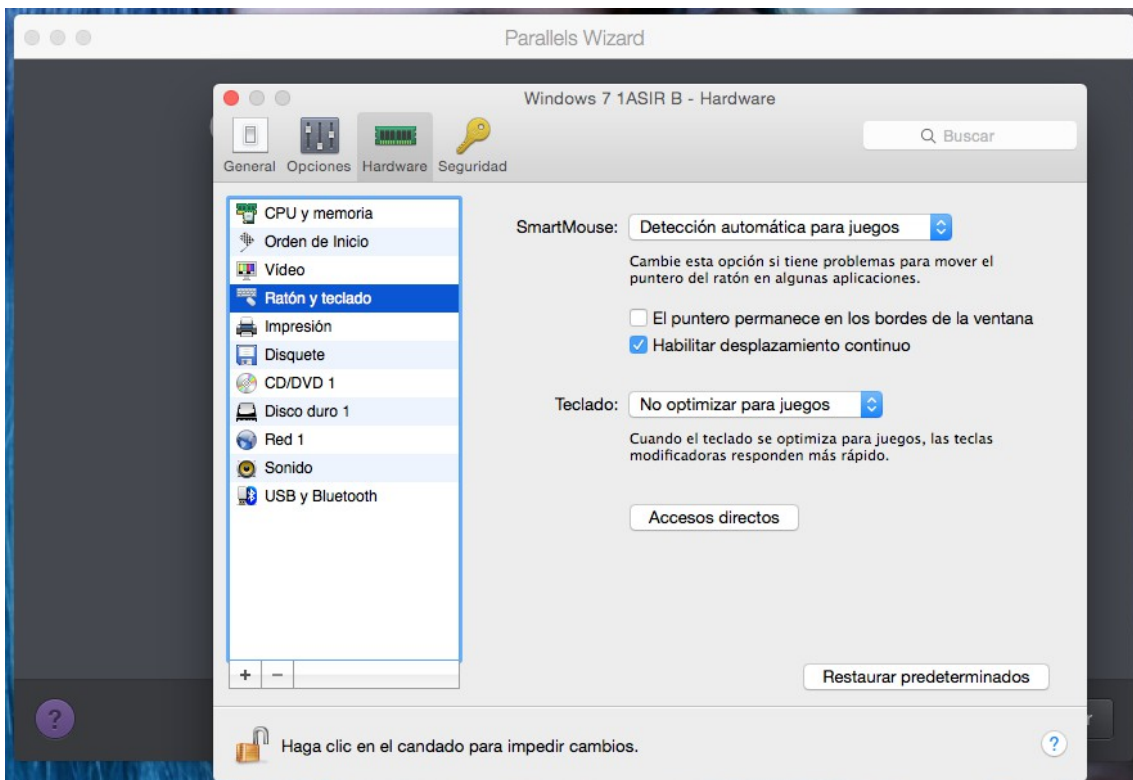 Parallels Wizard
Windows 7 1ASIR B - Hardware
General Opciones Hardware Seguridad
Buscar
CPU y memoria
Orden de Inicio
Vídeo
Ratón y teclado
Impresión
Disquete
CD/DVD 1
Disco duro 1
Red 1
Sonido
USB y Bluetooth
+ −
SmartMouse: Detección automática para juegos
Cambie esta opción si tiene problemas para mover el
puntero del ratón en algunas aplicaciones.
El puntero permanece en los bordes de la ventana
Habilitar desplazamiento continuo
Teclado: No optimizar para juegos
Cuando el teclado se optimiza para juegos, las teclas
modificadoras responden más rápido.
Accesos directos
Restaurar predeterminados
?
Haga clic en el candado para impedir cambios.
?